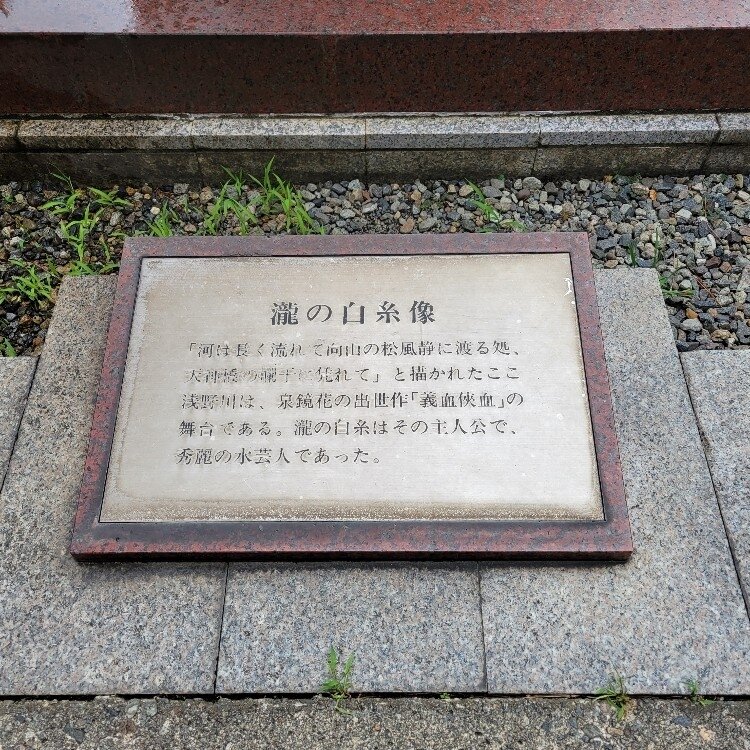 瀧の白糸像
「河は長く流れて向山の松風静に渡る処、
天神橋の欄干に凭れて」と描かれたここ
浅野川は、泉鏡花の出世作「義血侠血」の
舞台である。瀧の白糸はその主人公で、
秀麗の水芸人であった。